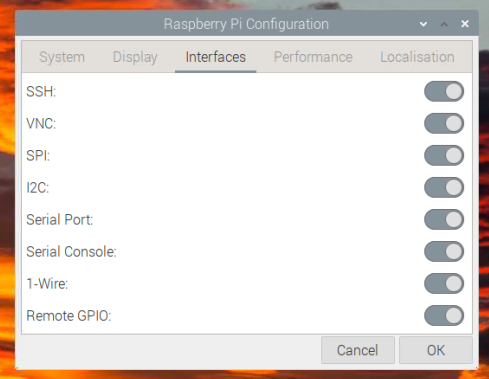 Raspberry Pi Configuration
System Display Interfaces Performance Localisation
SSH:
VNC:
SPI:
I2C:
Serial Port:
Serial Console:
1-Wire:
Remote GPIO:
Cancel OK